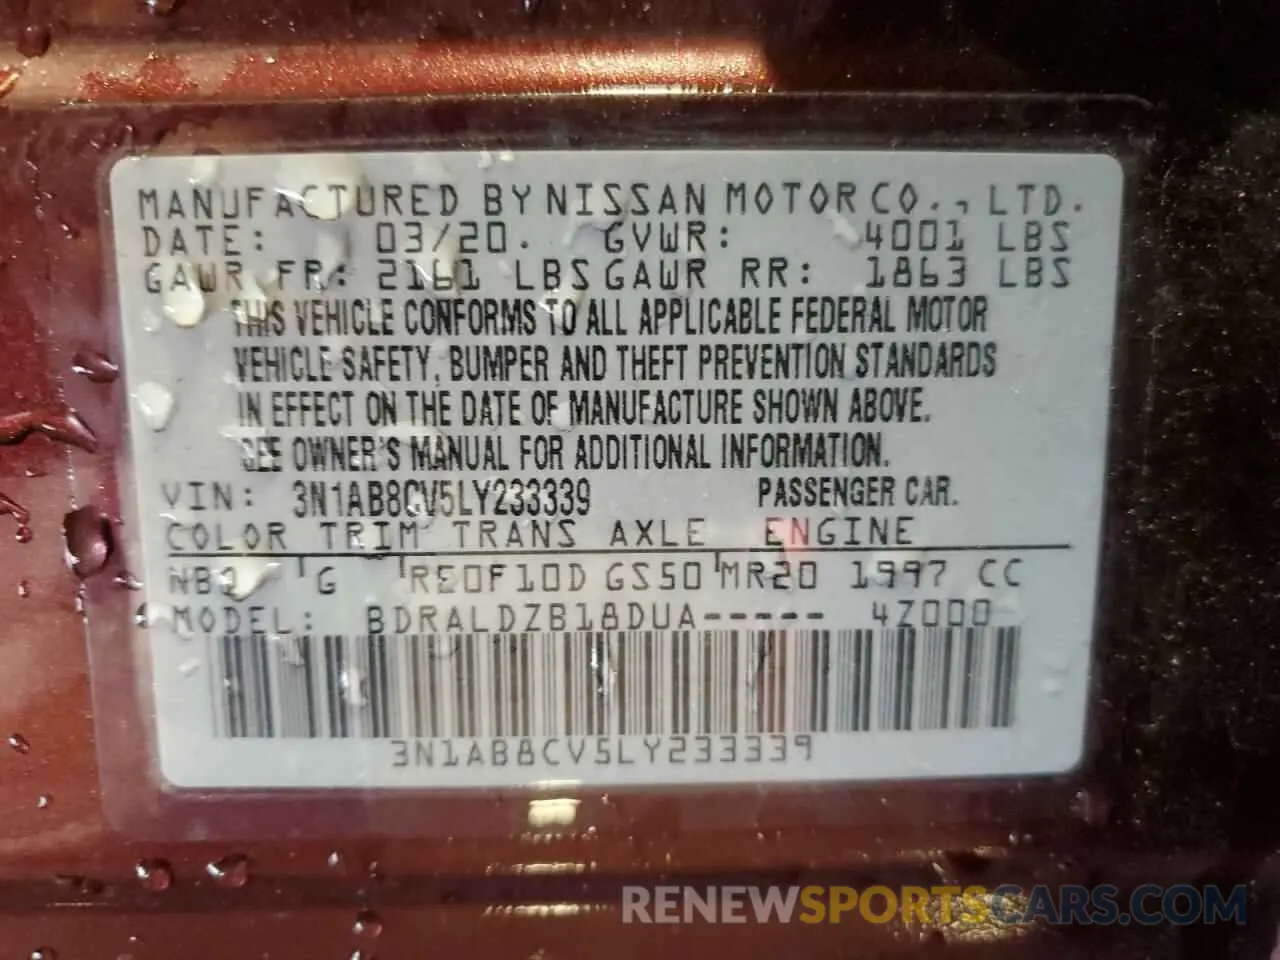 MANUFACTURED BY NISSAN MOTOR CO., LTD.
DATE: 03/20. GVWR: 4001 LBS
GAWR FR: 2161 LBS GAWR RR: 1863 LBS
THIS VEHICLE CONFORMS TO ALL APPLICABLE FEDERAL MOTOR
VEHICLE SAFETY, BUMPER AND THEFT PREVENTION STANDARDS
IN EFFECT ON THE DATE OF MANUFACTURE SHOWN ABOVE.
SEE OWNER'S MANUAL FOR ADDITIONAL INFORMATION.
VIN: 3N1AB8CV5LY233339 PASSENGER CAR.
COLOR TRIM TRANS AXLE ENGINE
G RE0F10D GS50 MR20 1997 CC
MODEL: BDRALDZB18DUA----- 4Z000
3N1AB8CV5LY233339
RENEWSPORTSCARS.COM